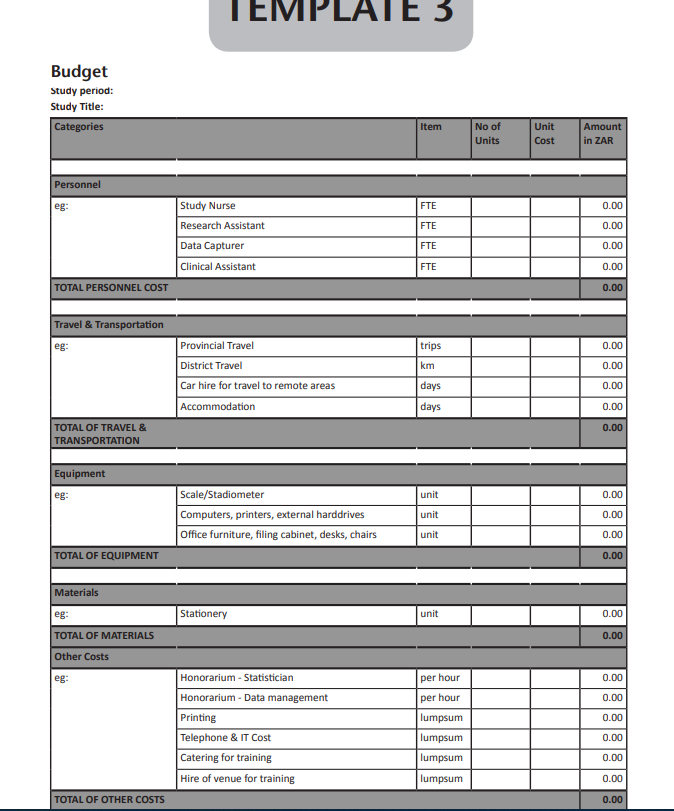 TEMPLATE 3
Budget
Study period:
Study Title:
Categories Item No of Units Unit Cost Amount in ZAR
Personnel
eg: Study Nurse FTE 0.00
Research Assistant FTE 0.00
Data Capturer FTE 0.00
Clinical Assistant FTE 0.00
TOTAL PERSONNEL COST 0.00
Travel & Transportation
eg: Provincial Travel trips 0.00
District Travel km 0.00
Car hire for travel to remote areas days 0.00
Accommodation days 0.00
TOTAL OF TRAVEL & TRANSPORTATION 0.00
Equipment
eg: Scale/Stadiometer unit 0.00
Computers, printers, external harddrives unit 0.00
Office furniture, filing cabinet, desks, chairs unit 0.00
TOTAL OF EQUIPMENT 0.00
Materials
eg: Stationery unit 0.00
TOTAL OF MATERIALS 0.00
Other Costs
eg: Honorarium - Statistician per hour 0.00
Honorarium - Data management per hour 0.00
Printing lumpsum 0.00
Telephone & IT Cost lumpsum 0.00
Catering for training lumpsum 0.00
Hire of venue for training lumpsum 0.00
TOTAL OF OTHER COSTS 0.00